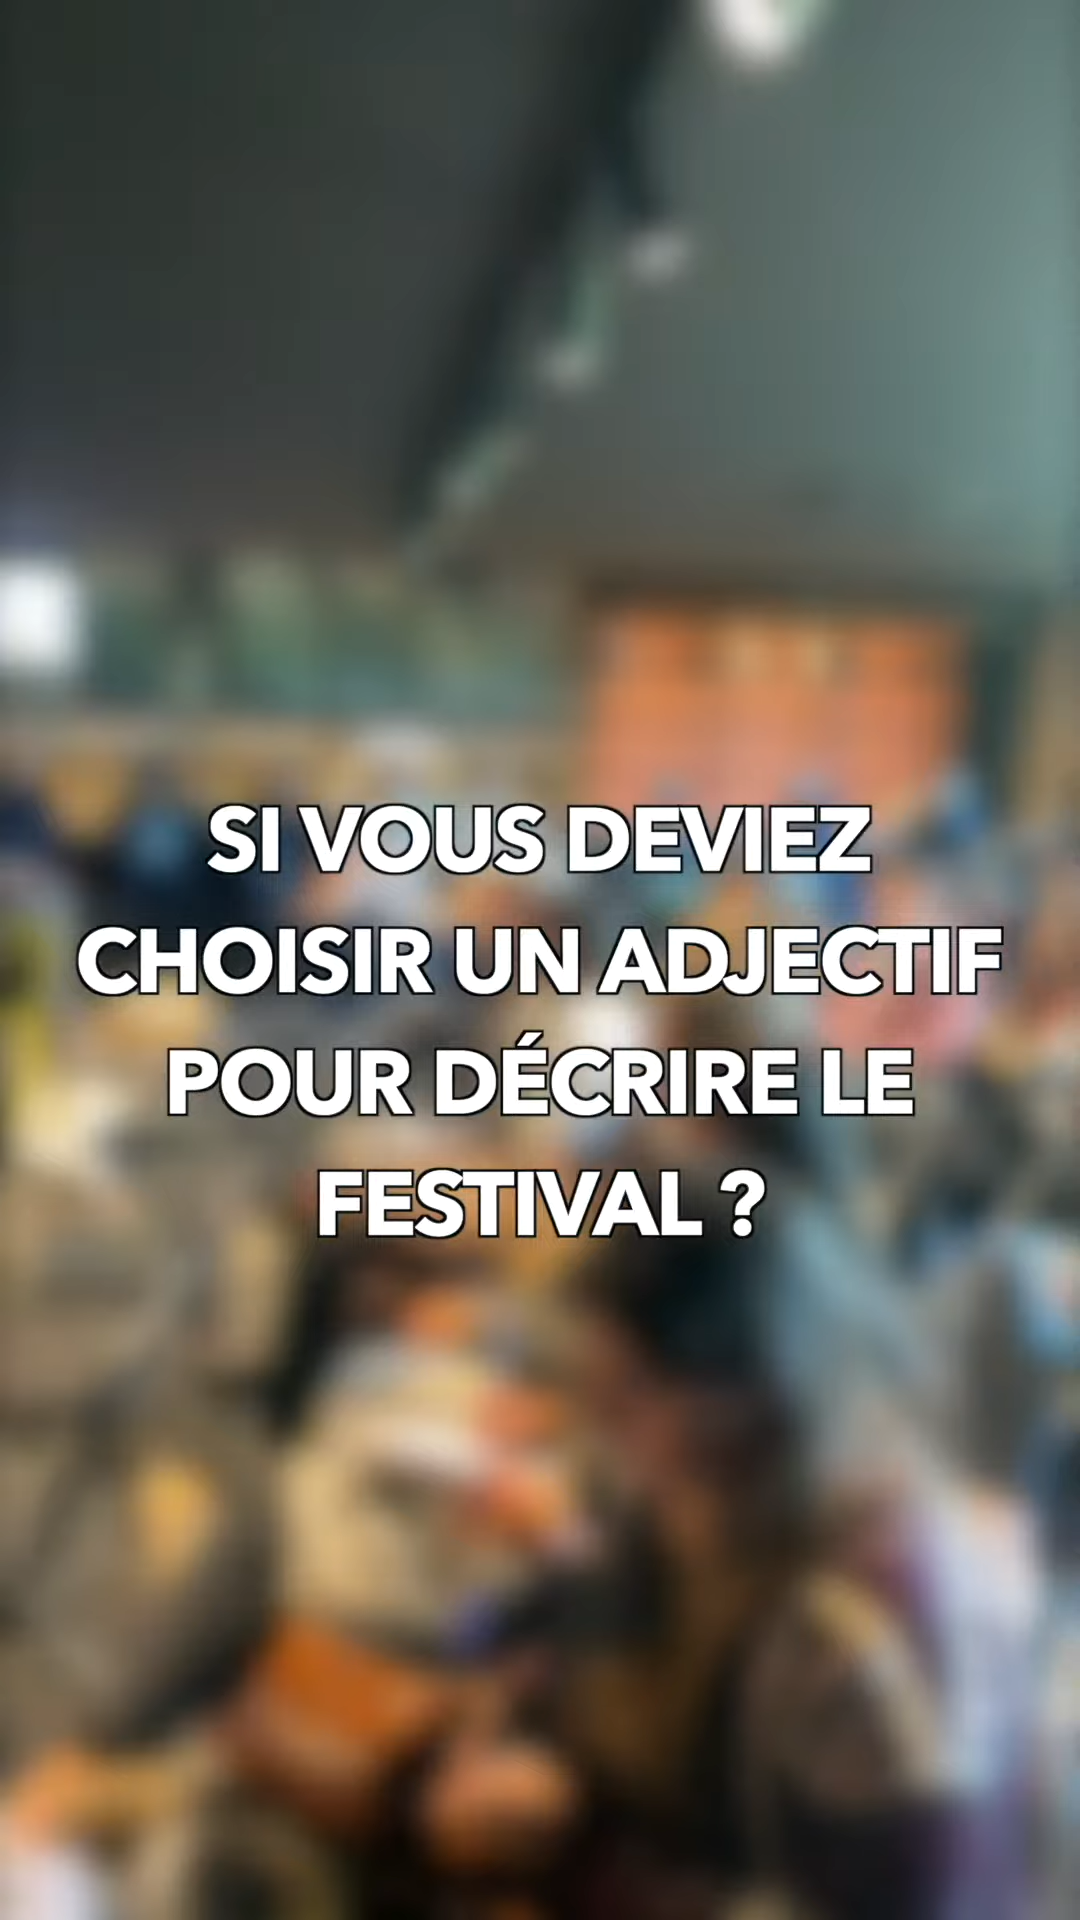 SI VOUS DEVIEZ
CHOISIR UN ADJECTIF
POUR DÉCRIRE LE
FESTIVAL ?